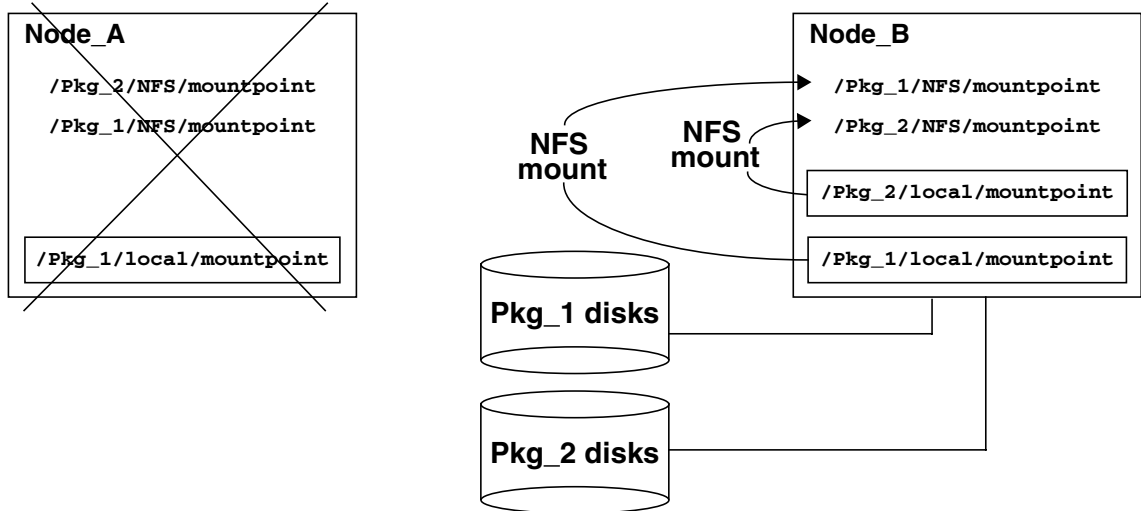 Node_A
/Pkg_2/NFS/mountpoint
/Pkg_1/NFS/mountpoint
/Pkg_1/local/mountpoint
Node_B
/Pkg_1/NFS/mountpoint
/Pkg_2/NFS/mountpoint
/Pkg_2/local/mountpoint
/Pkg_1/local/mountpoint
NFS
mount
NFS
mount
Pkg_1 disks
Pkg_2 disks